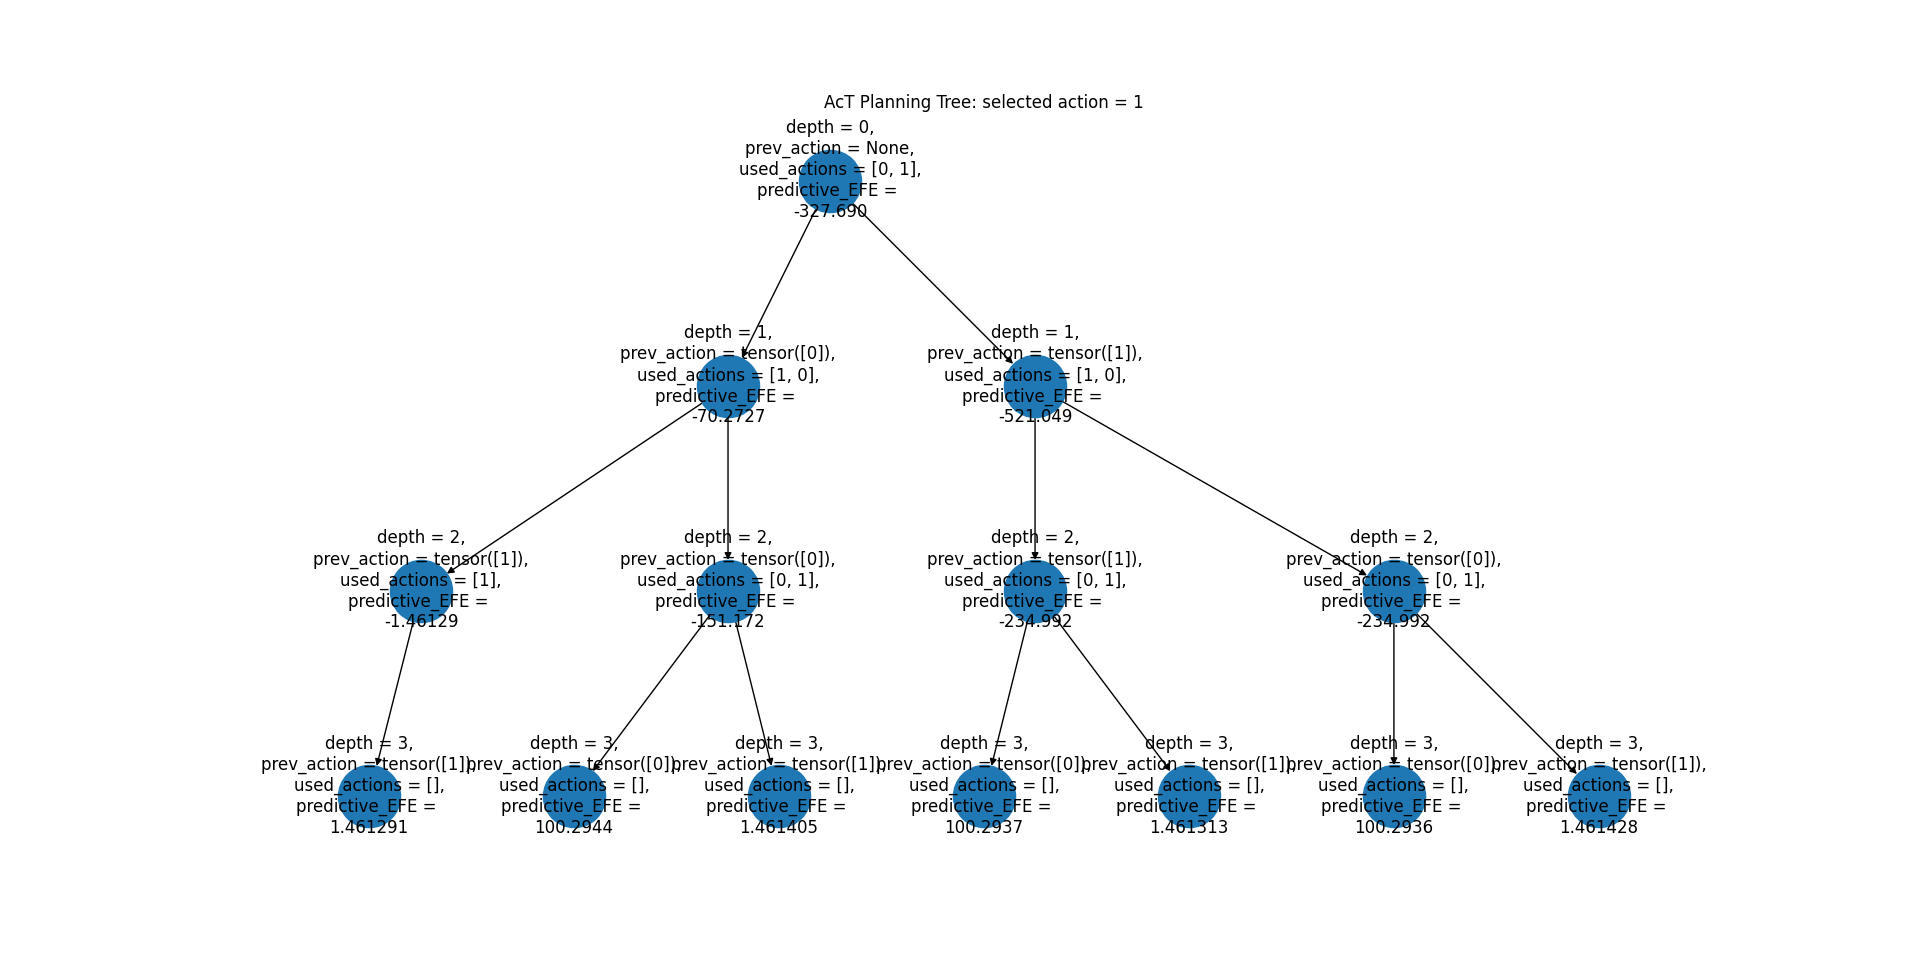 AcT Planning Tree: selected action = 1
depth = 0,
prev_action = None,
used_actions = [0, 1],
predictive_EFE =
-327.690
depth = 1,
prev_action = tensor([0]),
used_actions = [1, 0],
predictive_EFE =
-70.2727
depth = 1,
prev_action = tensor([1]),
used_actions = [1, 0],
predictive_EFE =
-521.049
depth = 2,
prev_action = tensor([1]),
used_actions = [1],
predictive_EFE =
-1.46129
depth = 2,
prev_action = tensor([0]),
used_actions = [0, 1],
predictive_EFE =
-151.172
depth = 2,
prev_action = tensor([1]),
used_actions = [0, 1],
predictive_EFE =
-234.992
depth = 2,
prev_action = tensor([0]),
used_actions = [0, 1],
predictive_EFE =
-234.992
depth = 3,
prev_action = tensor([1]),
used_actions = [],
predictive_EFE =
1.461291
depth = 3,
prev_action = tensor([0]),
used_actions = [],
predictive_EFE =
100.2944
depth = 3,
prev_action = tensor([1]),
used_actions = [],
predictive_EFE =
1.461405
depth = 3,
prev_action = tensor([0]),
used_actions = [],
predictive_EFE =
100.2937
depth = 3,
prev_action = tensor([1]),
used_actions = [],
predictive_EFE =
1.461313
depth = 3,
prev_action = tensor([0]),
used_actions = [],
predictive_EFE =
100.2936
depth = 3,
prev_action = tensor([1]),
used_actions = [],
predictive_EFE =
1.461428